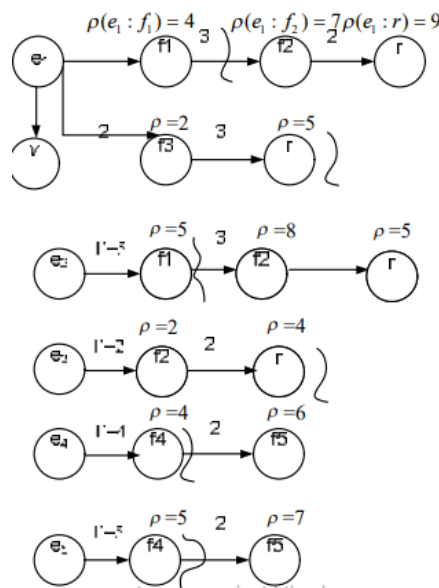 ρ(e₁ : f₁) = 4 3 ρ(e₁ : f₂) = 7 2 ρ(e₁ : r) = 9
f1 f2 r
2 ρ=2 3 ρ=5
f3 r
ρ=5 3 ρ=8 ρ=5
f1 f2 r
ρ=2 2 ρ=4
f2 r
ρ=4 2 ρ=6
e4 f4 f5
ρ=5 2 ρ=7
f4 f5